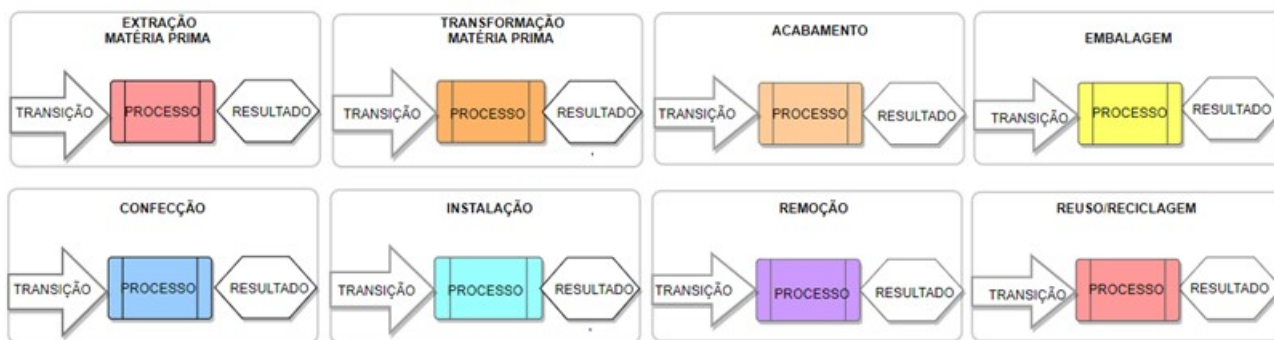 EXTRAÇÃO
MATÉRIA PRIMA
TRANSIÇÃO PROCESSO RESULTADO
TRANSFORMAÇÃO
MATÉRIA PRIMA
TRANSIÇÃO PROCESSO RESULTADO
ACABAMENTO
TRANSIÇÃO PROCESSO RESULTADO
EMBALAGEM
TRANSIÇÃO PROCESSO RESULTADO
CONFECÇÃO
TRANSIÇÃO PROCESSO RESULTADO
INSTALAÇÃO
TRANSIÇÃO PROCESSO RESULTADO
REMOÇÃO
TRANSIÇÃO PROCESSO RESULTADO
REUSO/RECICLAGEM
TRANSIÇÃO PROCESSO RESULTADO